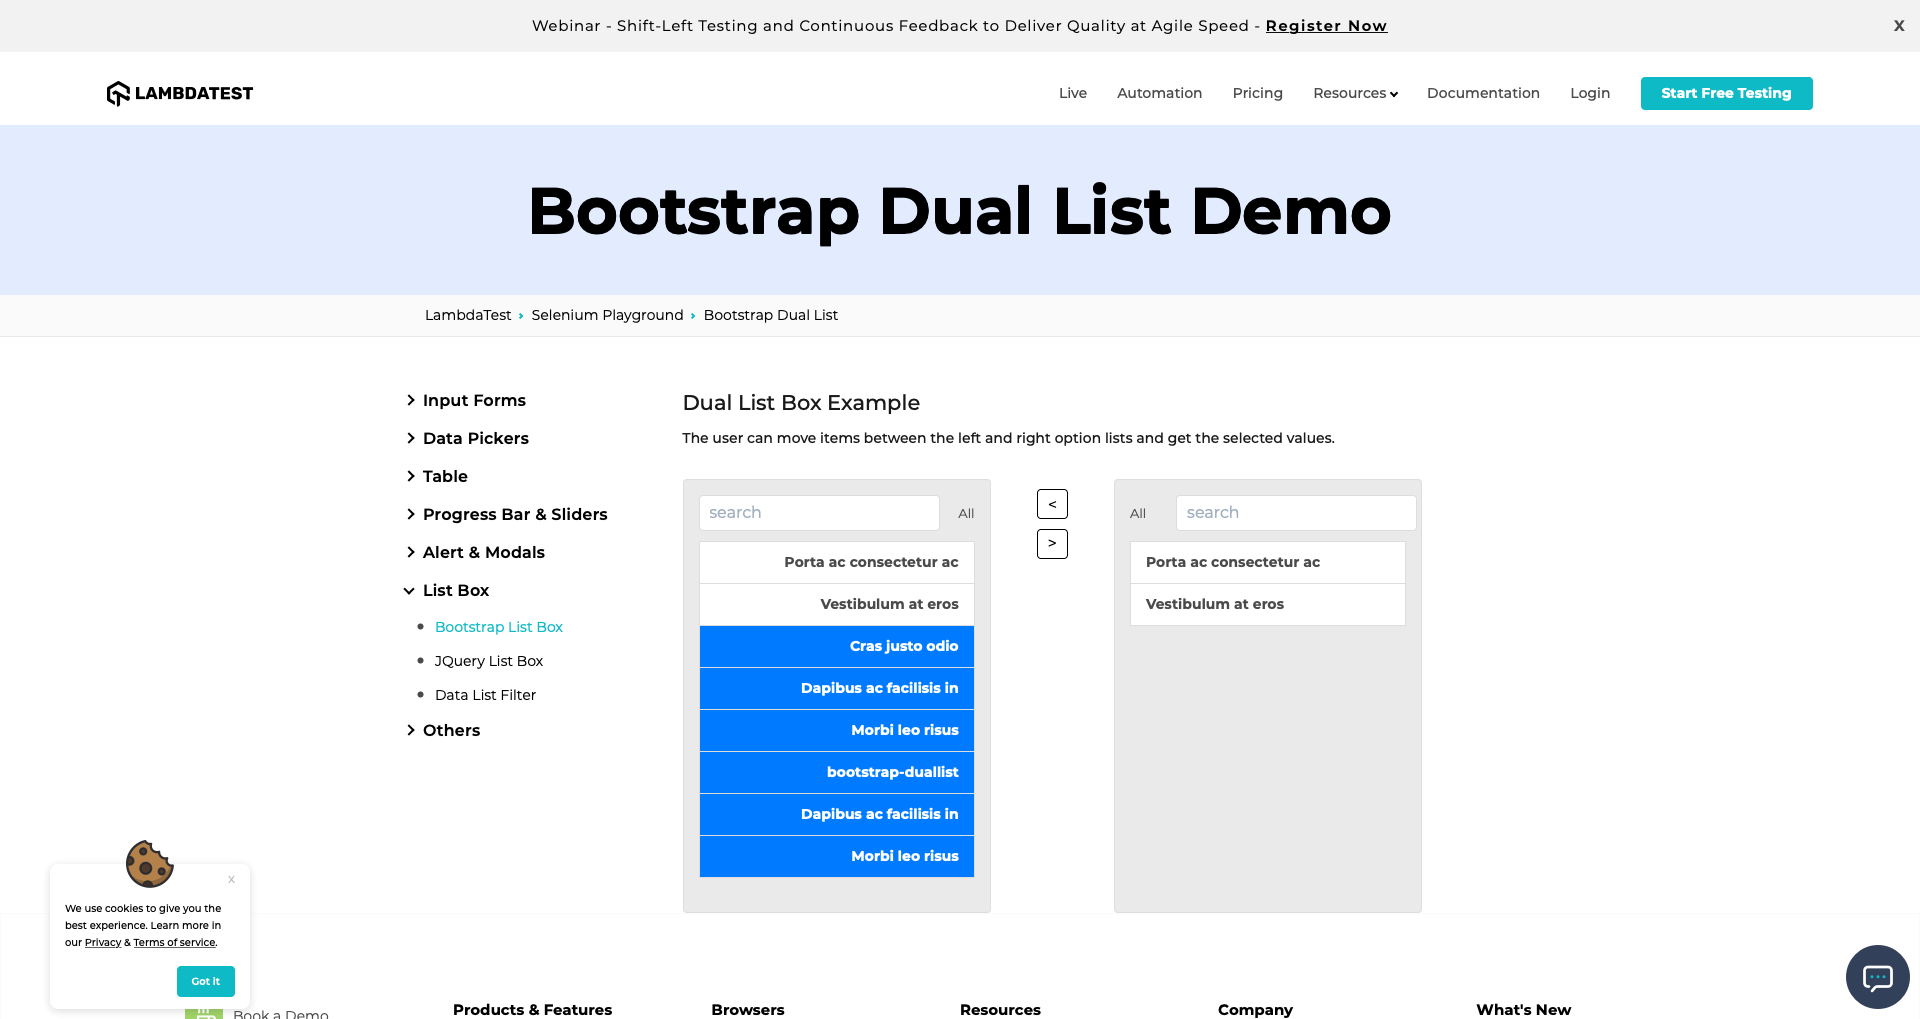 Webinar - Shift-Left Testing and Continuous Feedback to Deliver Quality at Agile Speed - Register Now
X
LAMBDATEST
Live
Automation
Pricing
Resources
Documentation
Login
Start Free Testing
Bootstrap Dual List Demo
LambdaTest › Selenium Playground › Bootstrap Dual List
Input Forms
Data Pickers
Table
Progress Bar & Sliders
Alert & Modals
List Box
Bootstrap List Box
JQuery List Box
Data List Filter
Others
Dual List Box Example
The user can move items between the left and right option lists and get the selected values.
search
All
Porta ac consectetur ac
Vestibulum at eros
Cras justo odio
Dapibus ac facilisis in
Morbi leo risus
bootstrap-duallist
Dapibus ac facilisis in
Morbi leo risus
<
>
All
search
Porta ac consectetur ac
Vestibulum at eros
x
We use cookies to give you the
best experience. Learn more in
our Privacy & Terms of service.
Got it
Book a Demo
Products & Features
Browsers
Resources
Company
What's New